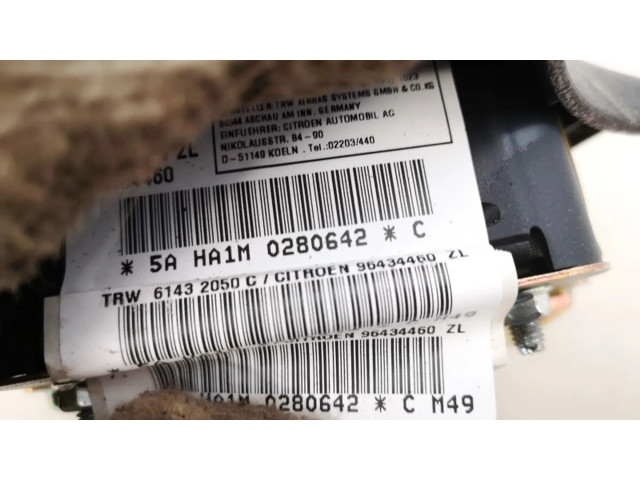 TRW AIRBAG SYSTEMS GMBH & CO.KG
84544 ASCHAU AM INN, GERMANY
EINFUEHRER: CITROEN AUTOMOBIL AG
NIKOLAUSSTR. 84-90
D-51149 KOELN . Tel.:02203/440
ZL
4460
* 5A HA1M 0280642 * C
TRW 6143 2050 C / CITROEN 96434460 ZL
CITROEN 96434460 ZL
HA1M 0280642 * C M49